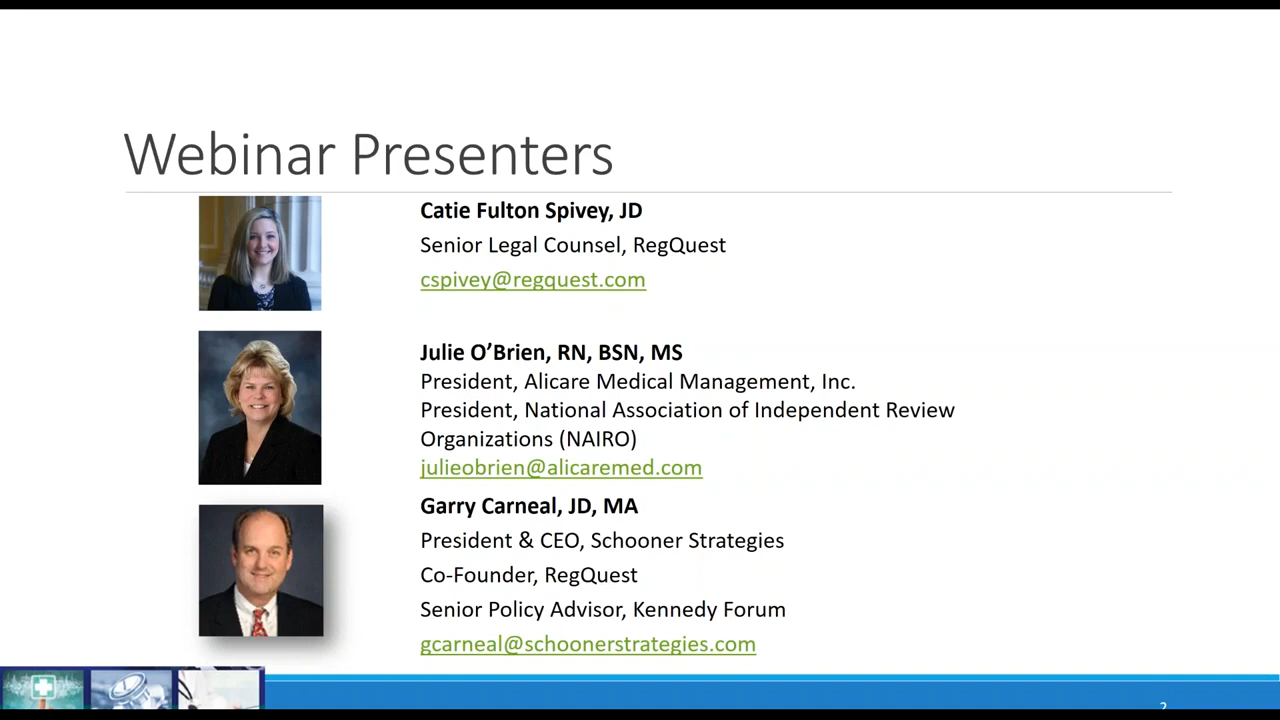 Webinar Presenters
Catie Fulton Spivey, JD
Senior Legal Counsel, RegQuest
cspivey@regquest.com
Julie O’Brien, RN, BSN, MS
President, Alicare Medical Management, Inc.
President, National Association of Independent Review
Organizations (NAIRO)
julieobrien@alicaremed.com
Garry Carneal, JD, MA
President & CEO, Schooner Strategies
Co-Founder, RegQuest
Senior Policy Advisor, Kennedy Forum
gcarneal@schoonerstrategies.com
2